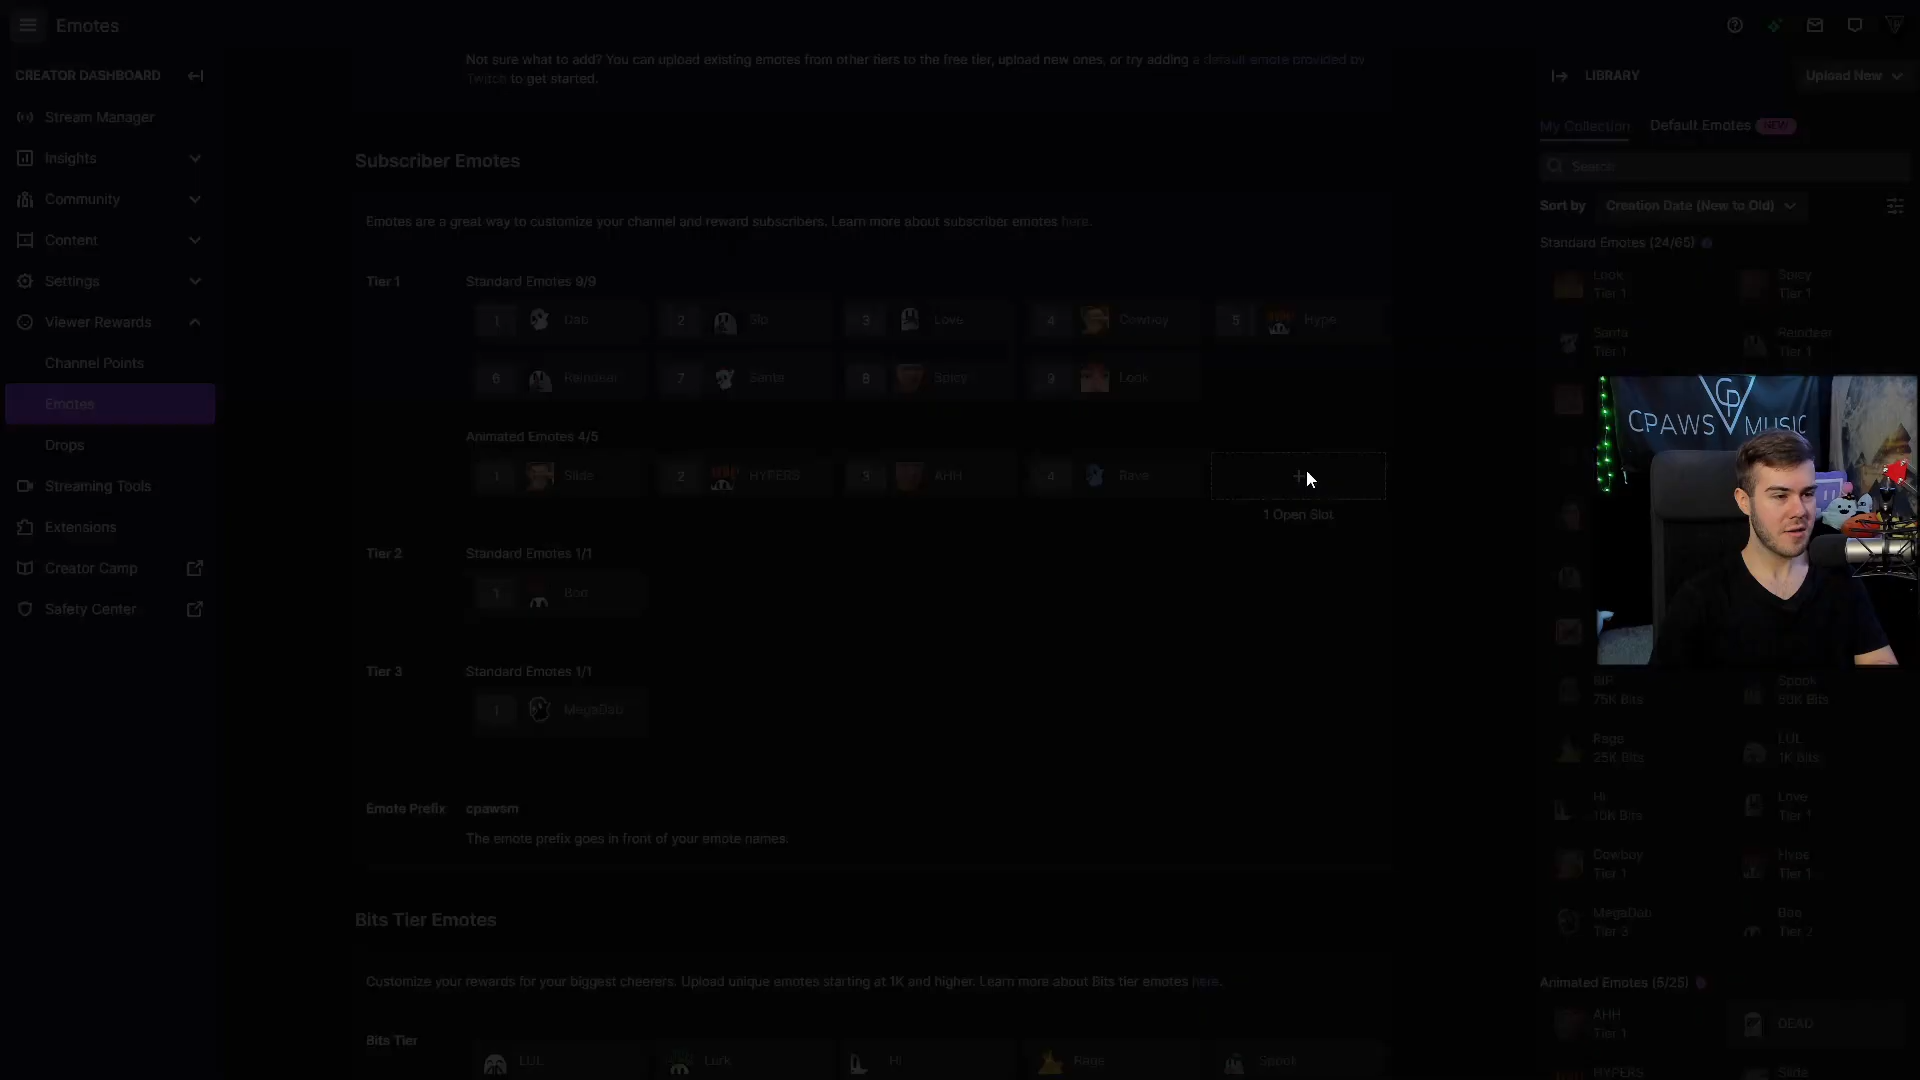 Emotes
CREATOR DASHBOARD
Stream Manager
Insights
Community
Content
Settings
Viewer Rewards
Channel Points
Emotes
Drops
Streaming Tools
Extensions
Creator Camp
Safety Center
Not sure what to add? You can upload existing emotes from other tiers to the free tier, upload new ones, or try adding a default emote provided by
Twitch to get started.
Subscriber Emotes
Emotes are a great way to customize your channel and reward subscribers. Learn more about subscriber emotes here.
Tier 1
Standard Emotes 9/9
1 Dab 2 Glo 3 Love 4 Cowboy 5 Hype
6 Reindeer 7 Santa 8 Spicy 9 Look
Animated Emotes 4/5
1 Slide 2 HYPERS 3 AHH 4 Rave
1 Open Slot
Tier 2
Standard Emotes 1/1
1 Boo
Tier 3
Standard Emotes 1/1
1 MegaDab
Emote Prefix cpawsm
The emote prefix goes in front of your emote names.
Bits Tier Emotes
Customize your rewards for your biggest cheerers. Upload unique emotes starting at 1K and higher. Learn more about Bits tier emotes here.
Bits Tier
LUL Lurk Hi Rage Spook
LIBRARY
Upload New
My Collection
Default Emotes NEW
Search
Sort by Creation Date (New to Old)
Standard Emotes (24/65)
Look
Tier 1
Spicy
Tier 1
Santa
Tier 1
Reindeer
Tier 1
CPAWS MUSIC
CP
RIP
75K Bits
Spook
50K Bits
Rage
25K Bits
LUL
1K Bits
Hi
10K Bits
Love
Tier 1
Cowboy
Tier 1
Hype
Tier 1
MegaDab
Tier 3
Boo
Tier 2
Animated Emotes (5/25)
AHH
Tier 1
DEAD
HYPERS
Slide